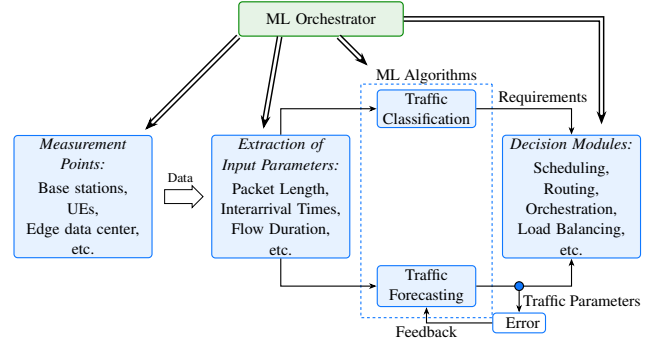 ML Orchestrator
ML Algorithms
Traffic
Classification
Requirements
Measurement
Points:
Base stations,
UEs,
Edge data center,
etc.
Data
Extraction of
Input Parameters:
Packet Length,
Interarrival Times,
Flow Duration,
etc.
Decision Modules:
Scheduling,
Routing,
Orchestration,
Load Balancing,
etc.
Traffic
Forecasting
Traffic Parameters
Error
Feedback